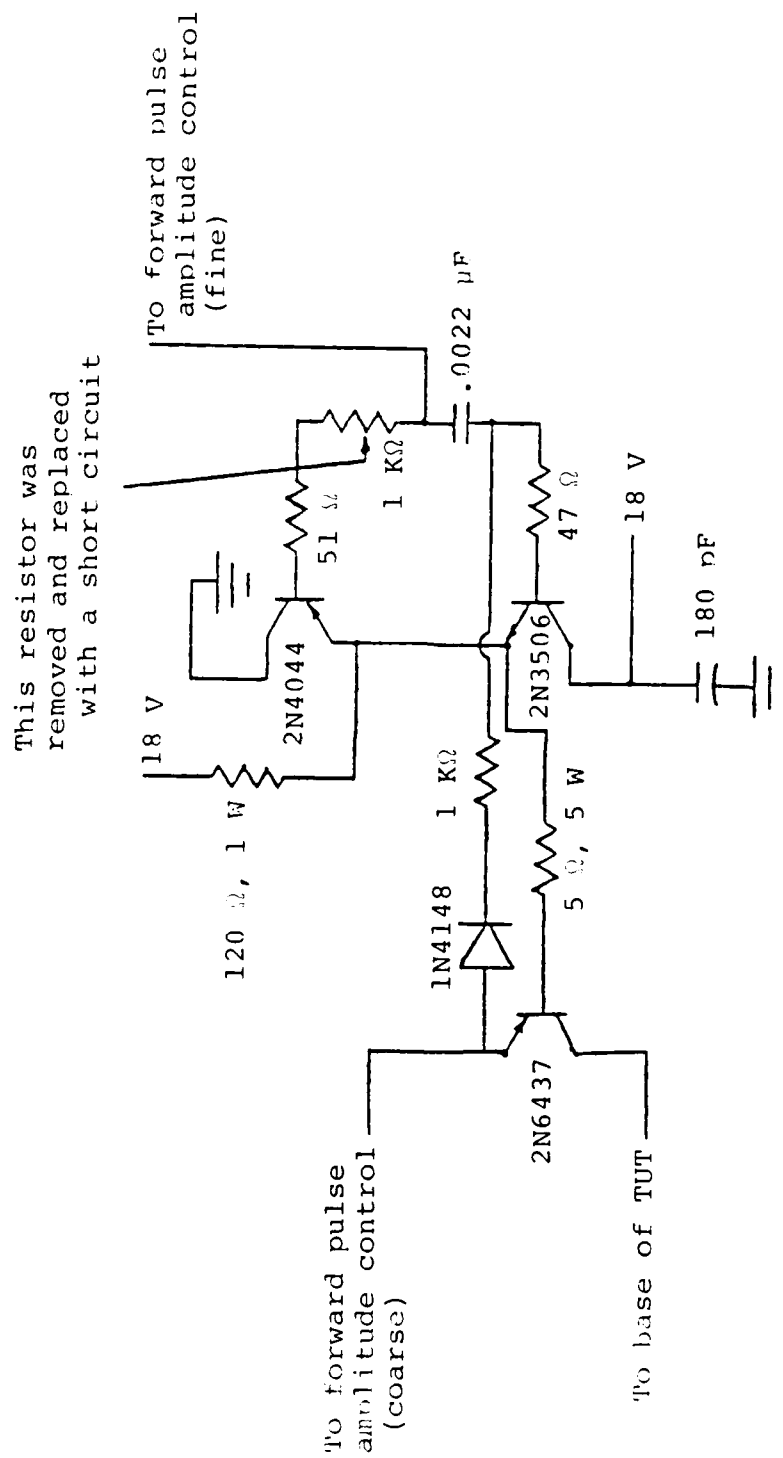 This resistor was
removed and replaced
with a short circuit
To forward pulse
amplitude control
(fine)
18 V
120 Ω, 1 W
51 Ω
1 KΩ
2N4044
.0022 µF
1 KΩ
1N4148
2N3506
47 Ω
18 V
180 pF
5 Ω, 5 W
2N6437
To forward pulse
amplitude control
(coarse)
To base of TUT